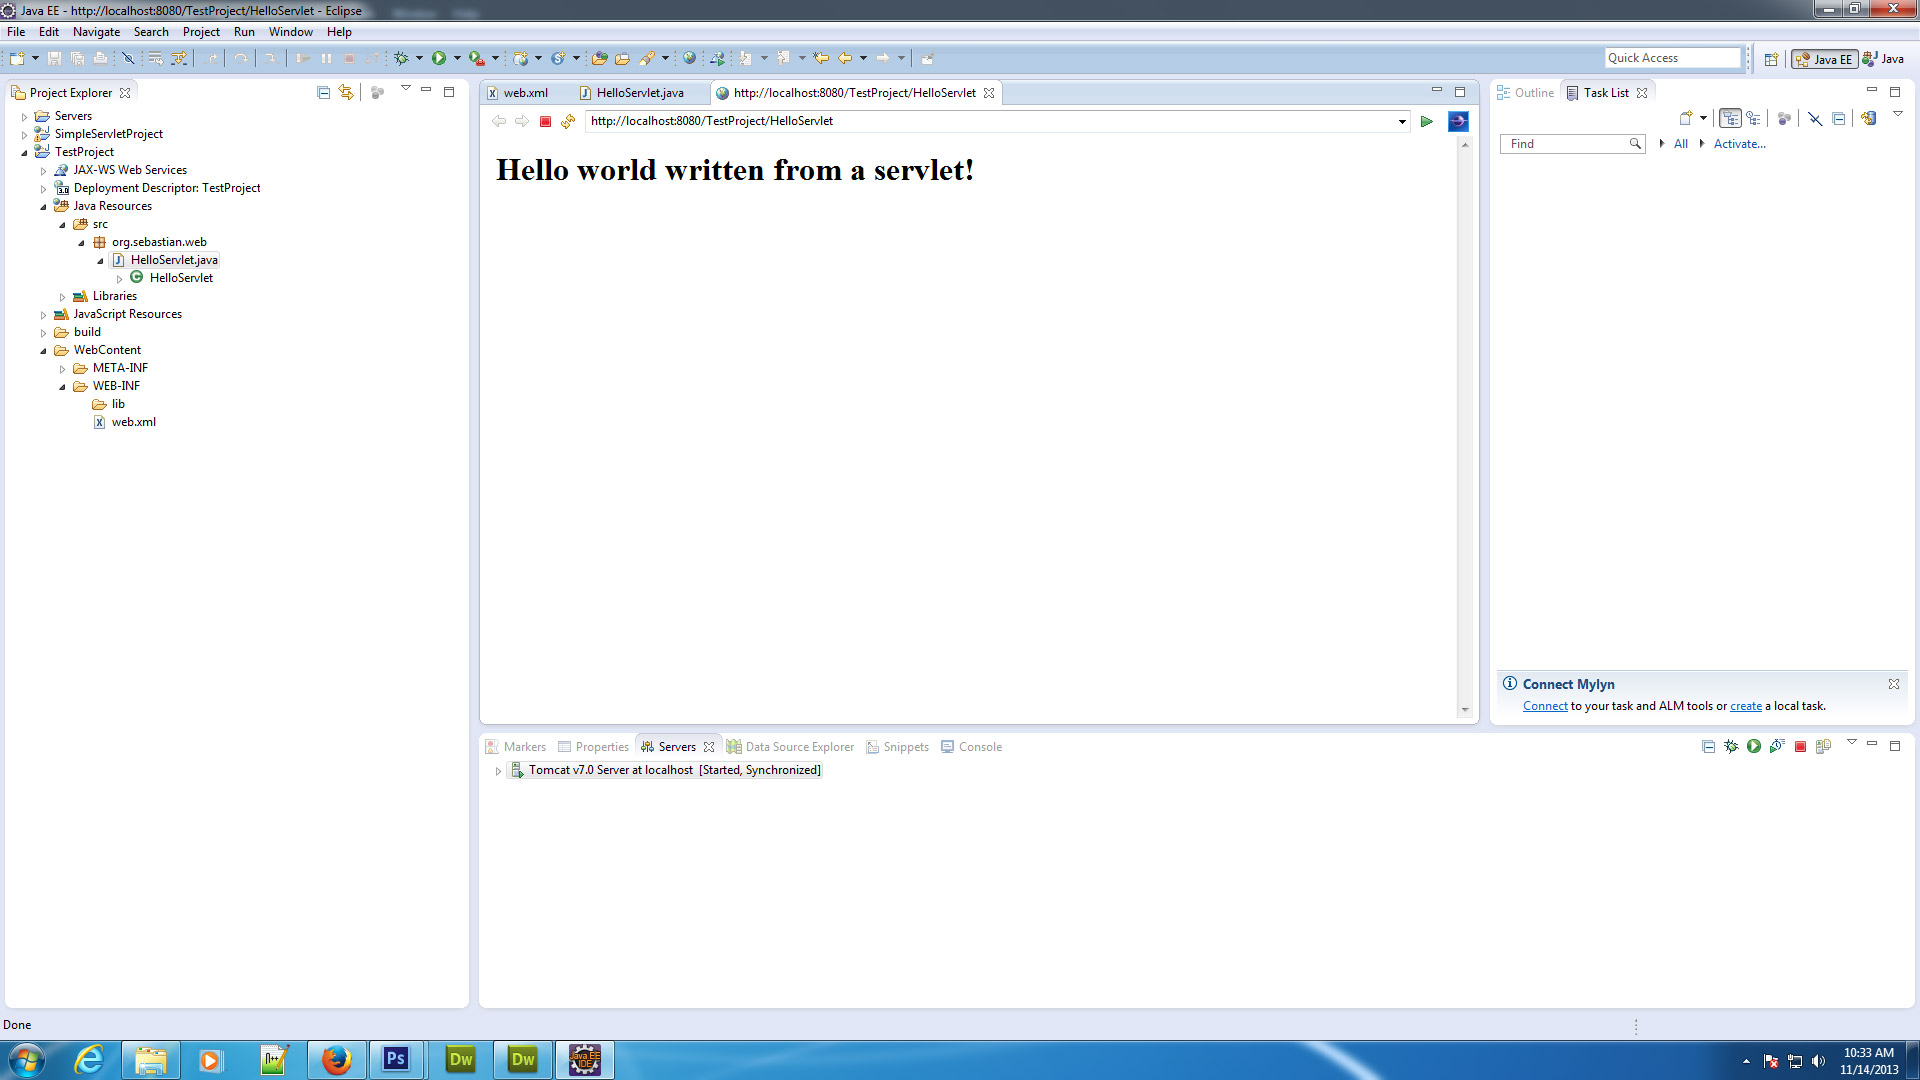 Java EE - http://localhost:8080/TestProject/HelloServlet - Eclipse
File Edit Navigate Search Project Run Window Help
Quick Access
Java EE
Java
Project Explorer
Servers
SimpleServletProject
TestProject
JAX-WS Web Services
3.0 Deployment Descriptor: TestProject
Java Resources
src
org.sebastian.web
J HelloServlet.java
C HelloServlet
Libraries
JavaScript Resources
build
WebContent
META-INF
WEB-INF
lib
X web.xml
X web.xml J HelloServlet.java http://localhost:8080/TestProject/HelloServlet
http://localhost:8080/TestProject/HelloServlet
Hello world written from a servlet!
Outline Task List
Find All Activate...
Connect Mylyn
Connect to your task and ALM tools or create a local task.
Markers Properties Servers Data Source Explorer Snippets Console
Tomcat v7.0 Server at localhost [Started, Synchronized]
Done
Ps Dw Dw Java EE IDE
10:33 AM
11/14/2013